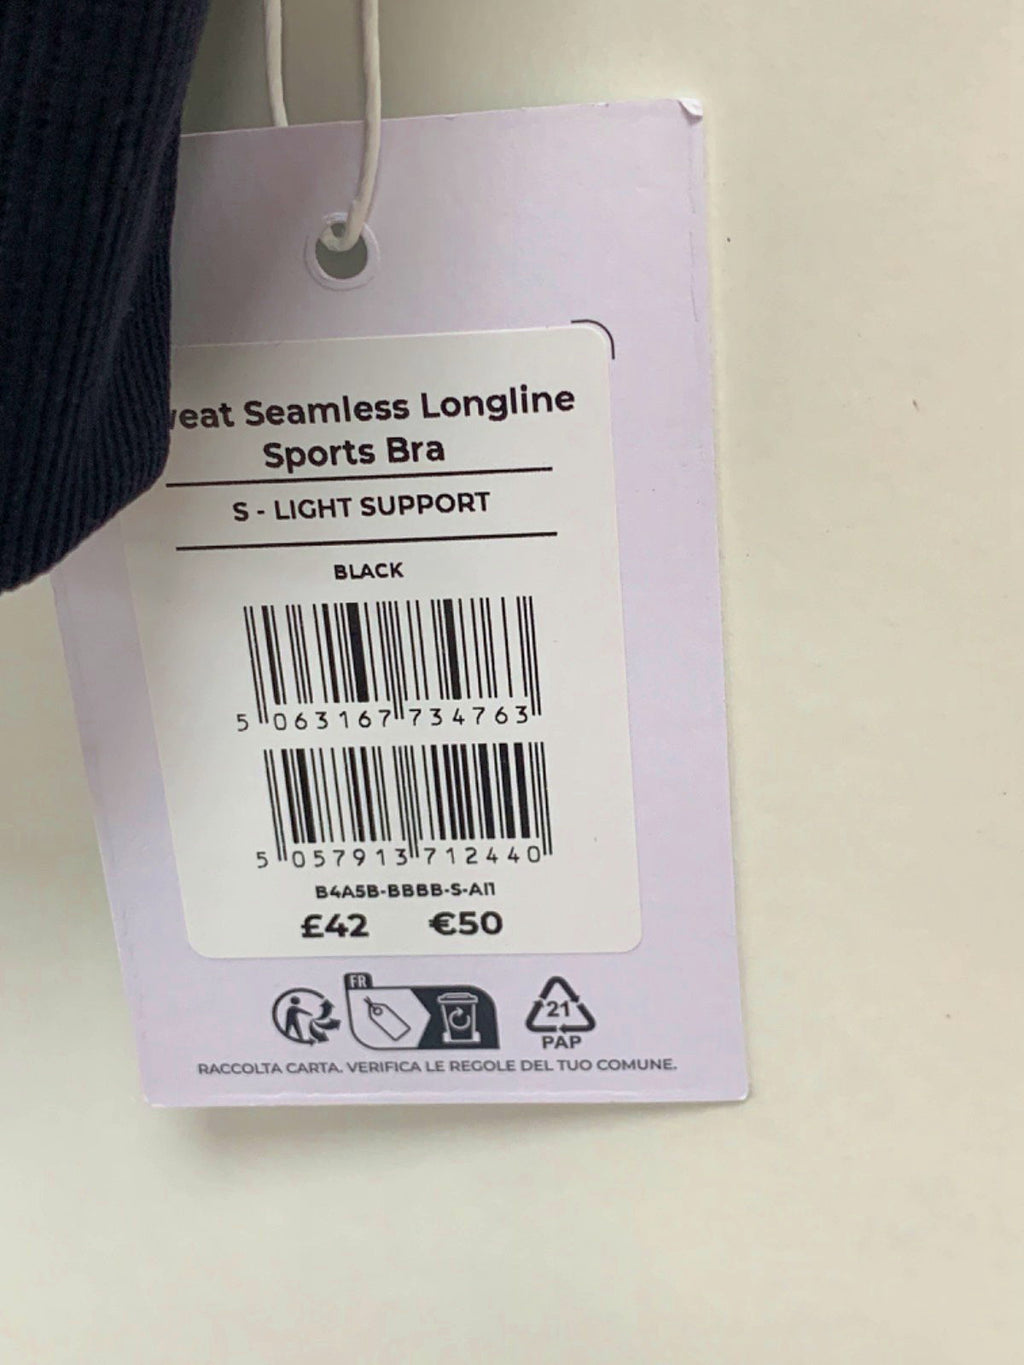 Seamless Longline
Sports Bra
S - LIGHT SUPPORT
BLACK
5 063167 734763
5 057913 712440
B4A5B-BBBB-S-A11
£42 €50
FR
21
PAP
RACCOLTA CARTA. VERIFICA LE REGOLE DEL TUO COMUNE.